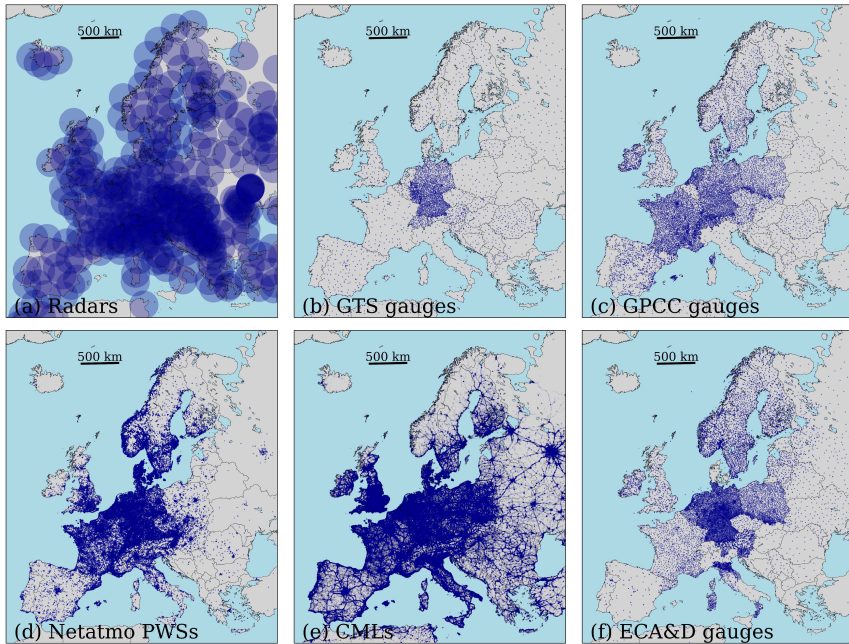 500 km
500 km
500 km
(a) Radars
(b) GTS gauges
(c) GPCC gauges
500 km
500 km
500 km
(d) Netatmo PWSs
(e) CMLs
(f) ECA&D gauges